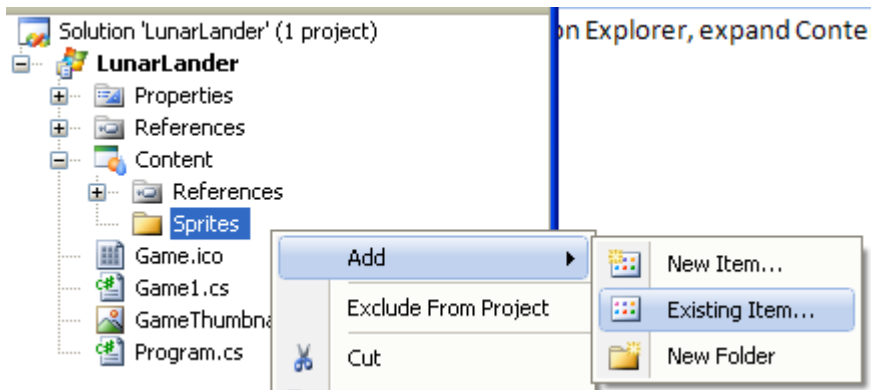 Solution 'LunarLander' (1 project)
on Explorer, expand Conte
LunarLander
Properties
References
Content
References
Sprites
Game.ico
Add
New Item...
Game1.cs
Exclude From Project
Existing Item...
GameThumbna
Program.cs
Cut
New Folder